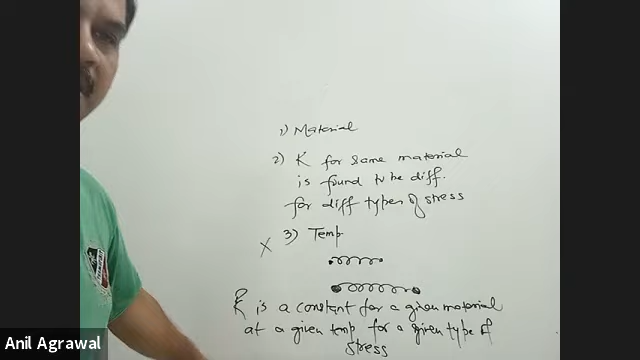 1) Material
2) K for same material
is found to be diff.
for diff types of stress
X 3) Temp
K is a constant for a given material
at a given temp for a given type of
stress
Anil Agrawal